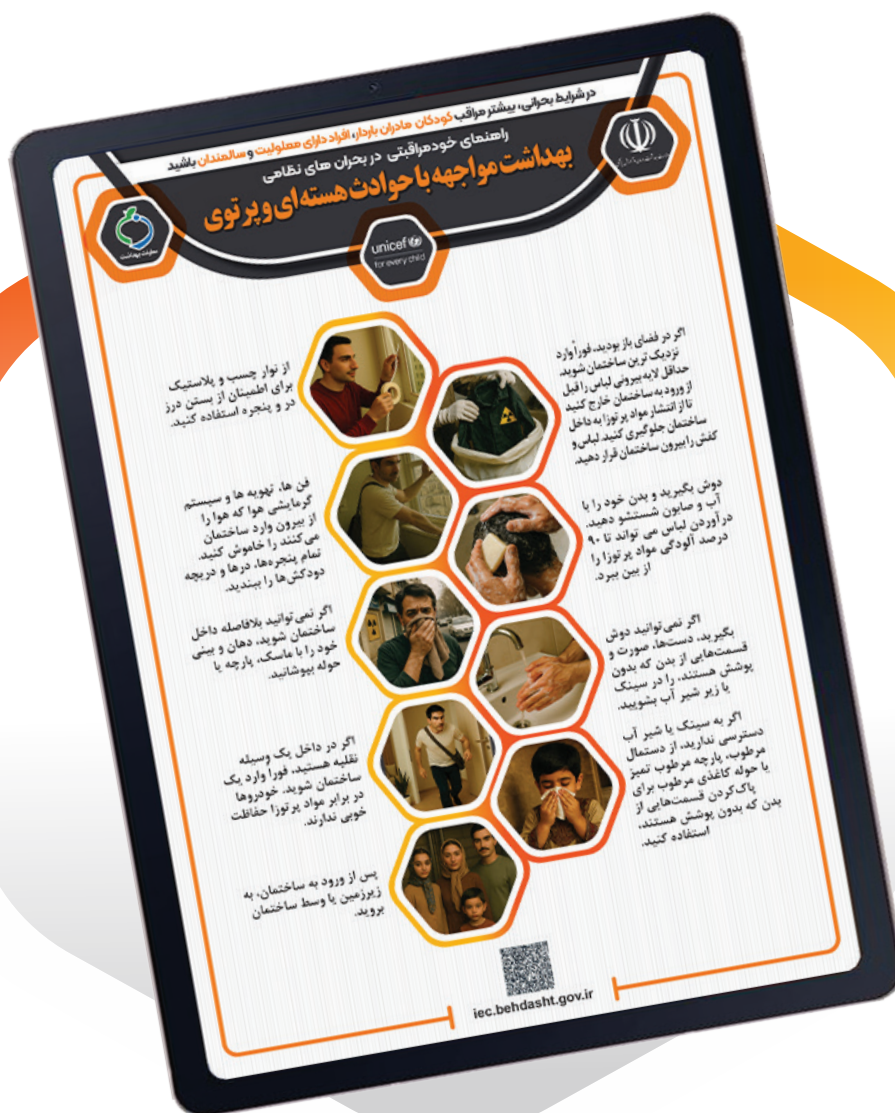 در شرایط بحرانی، بیشتر مراقب کودکان مادران باردار، افراد دارای معلولیت و سالمندان باشید
راهنمای خودمراقبتی در بحران های نظامی
بهداشت مواجهه با حوادث هسته ای و پرتوی
معاونت بهداشت
unicef
for every child
اگر در فضای باز بودید، فوراً وارد
نزدیک ترین ساختمان شوید.
حداقل لایه بیرونی لباس را قبل
از ورود به ساختمان خارج کنید
تا از انتشار مواد پرتوزا به داخل
ساختمان جلوگیری کنید. لباس و
کفش را بیرون ساختمان قرار دهید.
از نوار چسب و پلاستیک
برای اطمینان از بستن درز
در و پنجره استفاده کنید.
دوش بگیرید و بدن خود را با
آب و صابون شستشو دهید.
درآوردن لباس می تواند تا ۹۰
درصد آلودگی مواد پرتوزا را
از بین ببرد.
فن ها، تهویه ها و سیستم
گرمایشی هوا که هوا را
از بیرون وارد ساختمان
می کنند را خاموش کنید.
تمام پنجره‌ها، درها و دریچه
دودکش‌ها را ببندید.
اگر نمی توانید دوش
بگیرید، دست‌ها، صورت و
قسمت‌هایی از بدن که بدون
پوشش هستند، را در سینک
یا زیر شیر آب بشویید.
اگر نمی توانید بلافاصله داخل
ساختمان شوید، دهان و بینی
خود را با ماسک، پارچه یا
حوله بپوشانید.
اگر به سینک یا شیر آب
دسترسی ندارید، از دستمال
مرطوب، پارچه مرطوب تمیز
یا حوله کاغذی مرطوب برای
پاک‌کردن قسمت‌هایی از
بدن که بدون پوشش هستند،
استفاده کنید.
اگر در داخل یک وسیله
نقلیه هستید، فوراً وارد یک
ساختمان شوید. خودروها
در برابر مواد پرتوزا حفاظت
خوبی ندارند.
پس از ورود به ساختمان، به
زیرزمین یا وسط ساختمان
بروید.
iec.behdasht.gov.ir